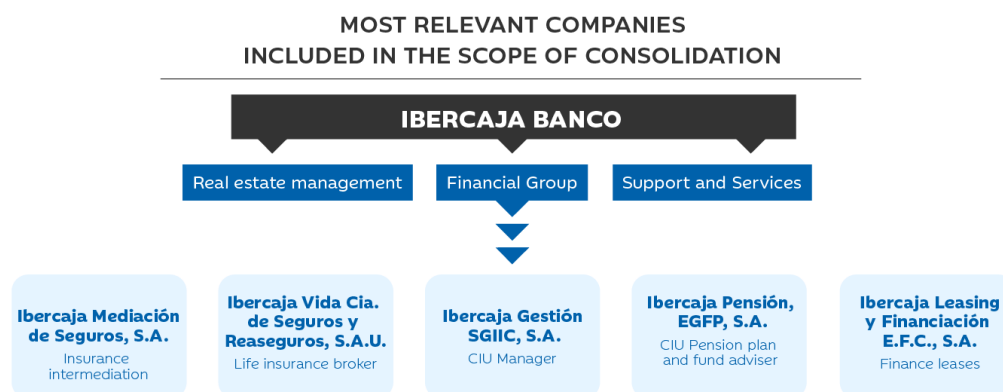 MOST RELEVANT COMPANIES
INCLUDED IN THE SCOPE OF CONSOLIDATION
IBERCAJA BANCO
Real estate management
Financial Group
Support and Services
Ibercaja Mediación
de Seguros, S.A.
Insurance
intermediation
Ibercaja Vida Cia.
de Seguros y
Reaseguros, S.A.U.
Life insurance broker
Ibercaja Gestión
SGIIC, S.A.
CIU Manager
Ibercaja Pensión,
EGFP, S.A.
CIU Pension plan
and fund adviser
Ibercaja Leasing
y Financiación
E.F.C., S.A.
Finance leases